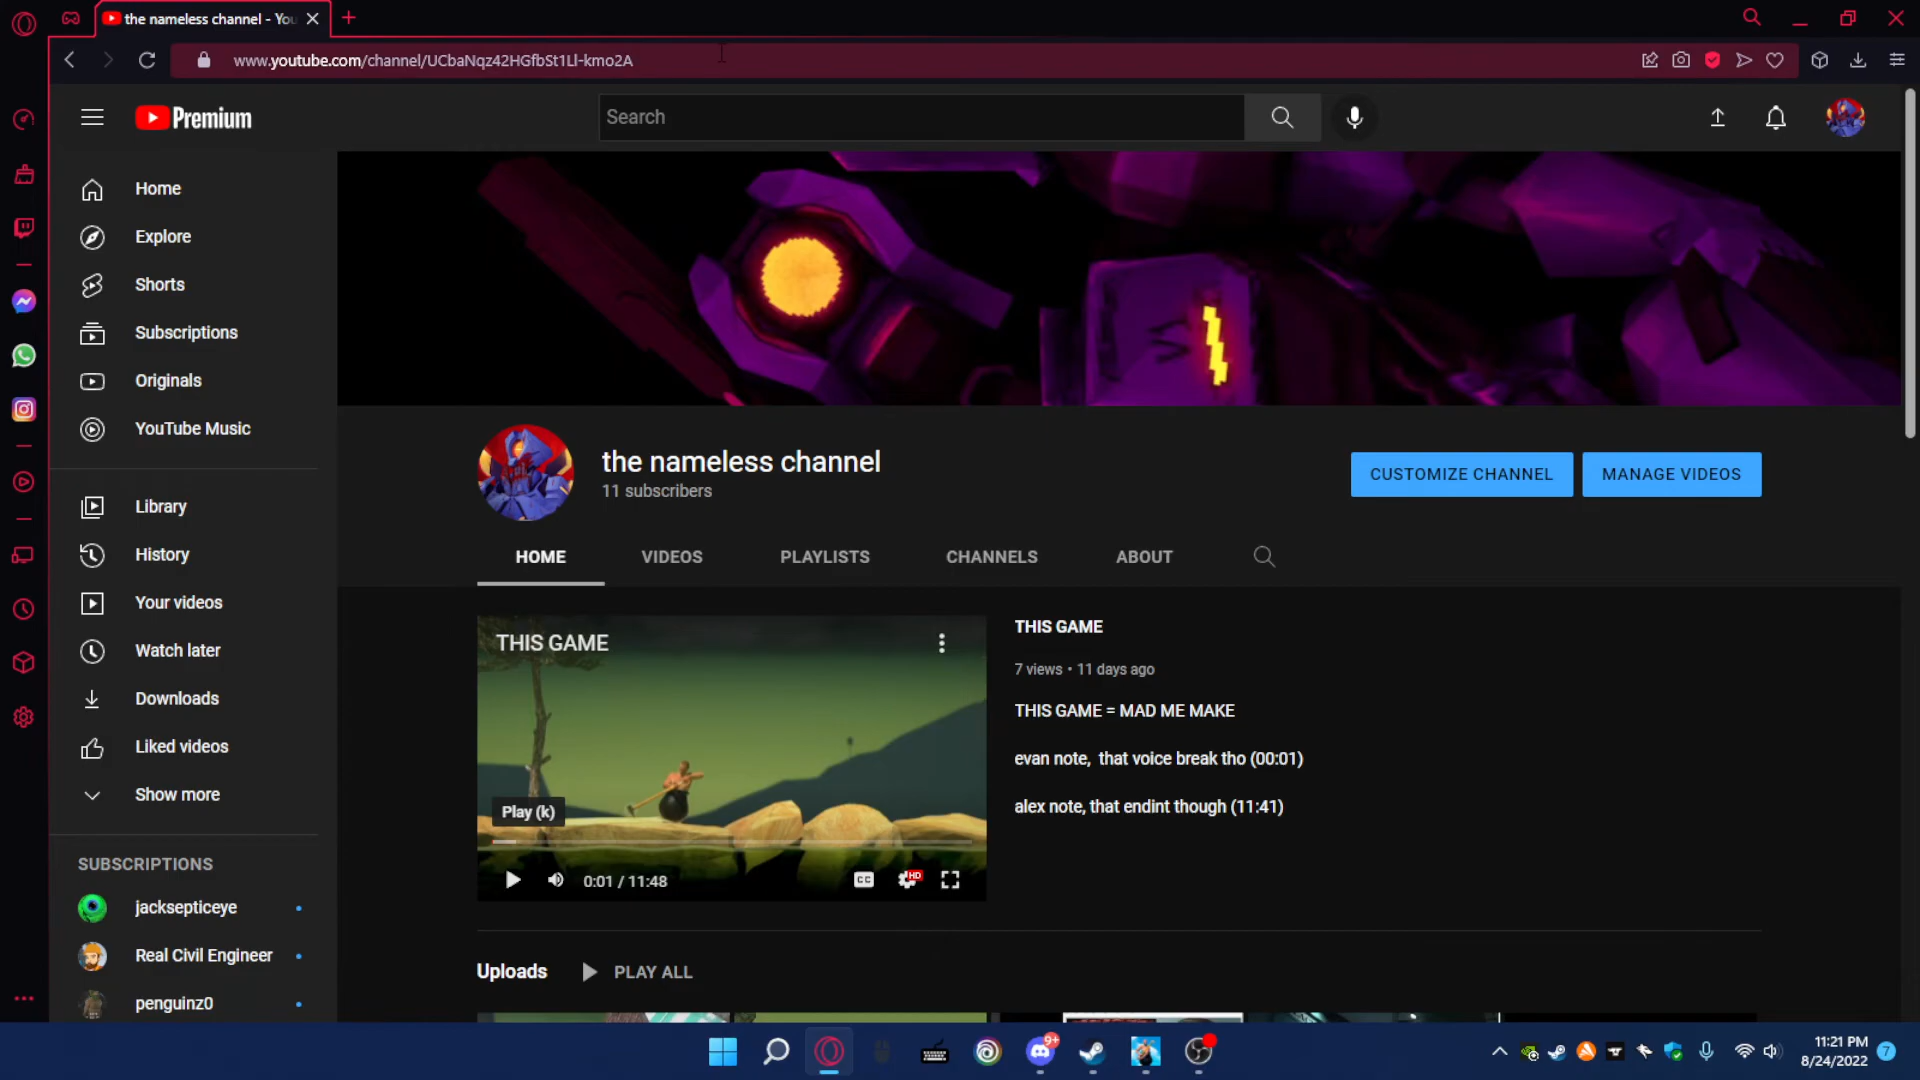 the nameless channel - You
www.youtube.com/channel/UCbaNqz42HGfbSt1Ll-kmo2A
Premium
Search
Home
Explore
Shorts
Subscriptions
Originals
YouTube Music
Library
History
Your videos
Watch later
Downloads
Liked videos
Show more
SUBSCRIPTIONS
jacksepticeye
Real Civil Engineer
penguinz0
the nameless channel
11 subscribers
CUSTOMIZE CHANNEL
MANAGE VIDEOS
HOME
VIDEOS
PLAYLISTS
CHANNELS
ABOUT
THIS GAME
Play (k)
0:01 / 11:48
CC
HD
THIS GAME
7 views • 11 days ago
THIS GAME = MAD ME MAKE
evan note,  that voice break tho (00:01)
alex note, that endint though (11:41)
Uploads
PLAY ALL
9+
11:21 PM
8/24/2022
7